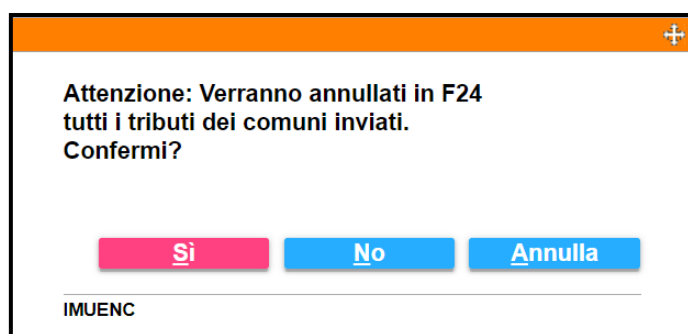 Attenzione: Verranno annullati in F24
tutti i tributi dei comuni inviati.
Confermi?
Sì No Annulla
IMUENC